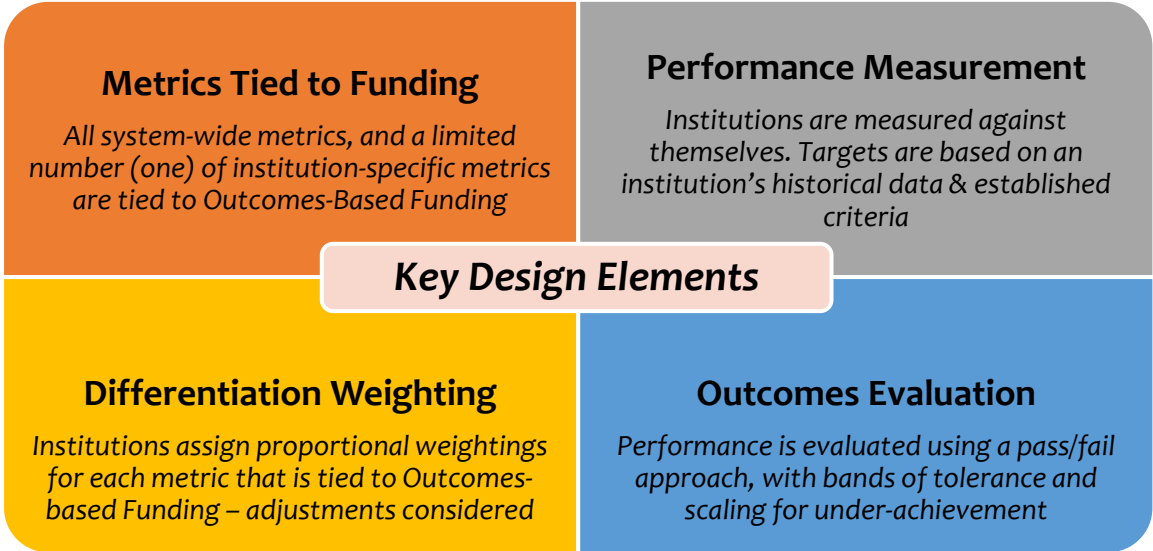 Metrics Tied to Funding
All system-wide metrics, and a limited
number (one) of institution-specific metrics
are tied to Outcomes-Based Funding
Performance Measurement
Institutions are measured against
themselves. Targets are based on an
institution’s historical data & established
criteria
Key Design Elements
Differentiation Weighting
Institutions assign proportional weightings
for each metric that is tied to Outcomes-
based Funding – adjustments considered
Outcomes Evaluation
Performance is evaluated using a pass/fail
approach, with bands of tolerance and
scaling for under-achievement